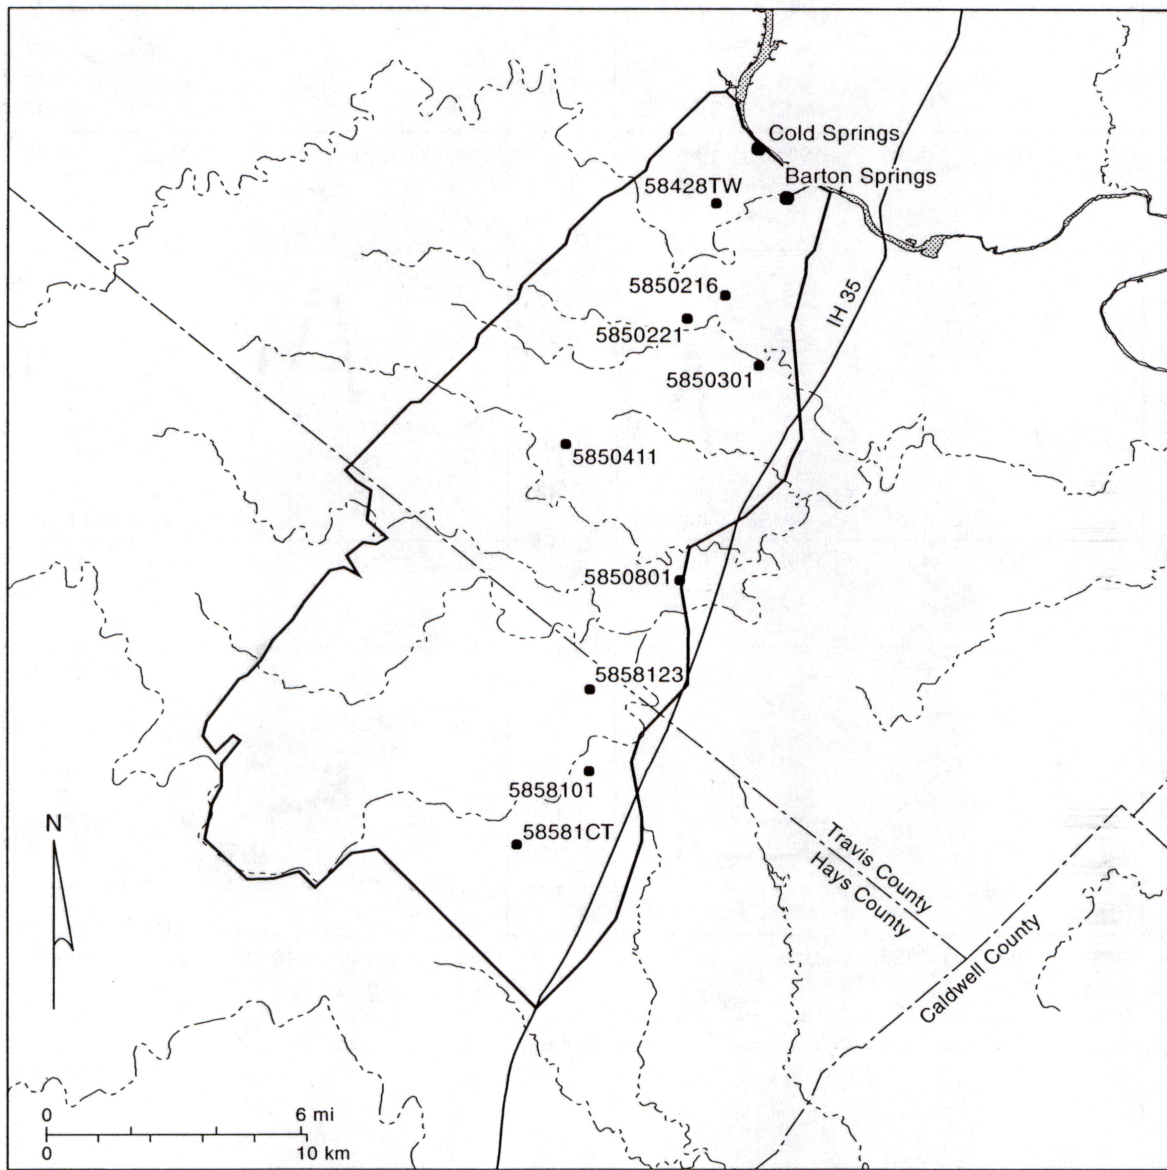 Cold Springs
Barton Springs
58428TW
5850216
IH 35
5850221
5850301
5850411
5850801
5858123
5858101
N
58581CT
Travis County
Hays County
Caldwell County
0 6 mi
0 10 km